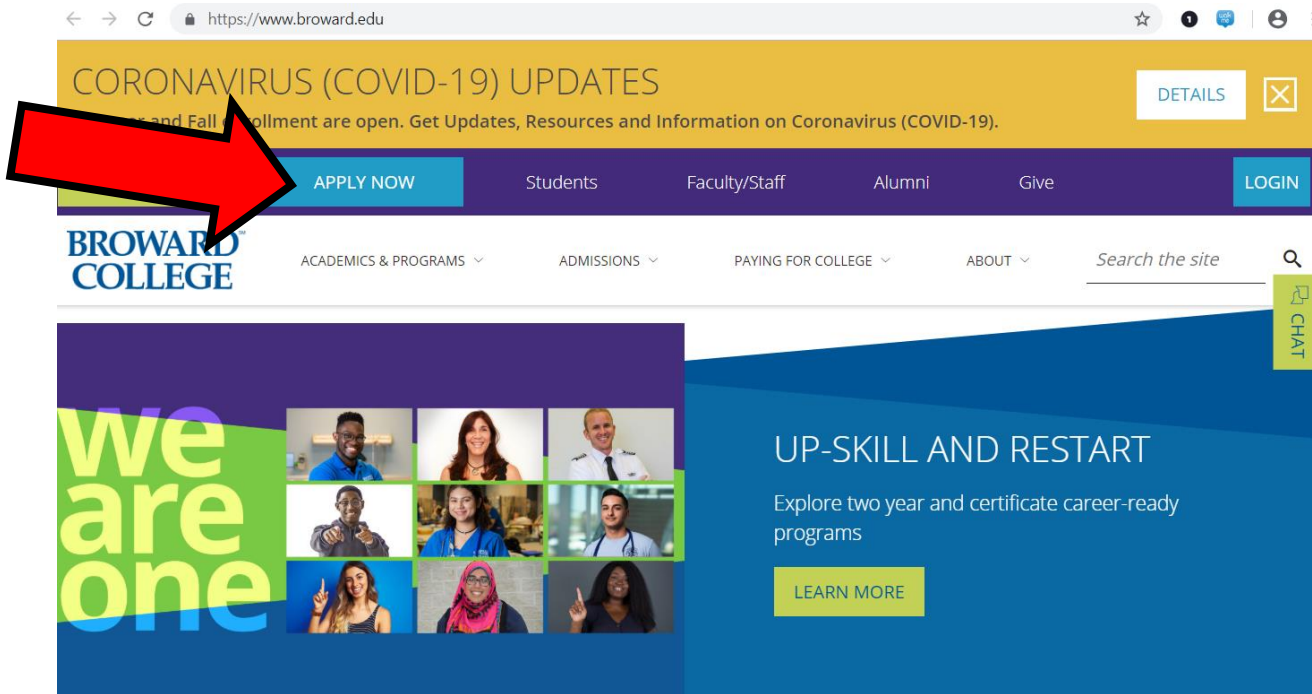 https://www.broward.edu
CORONAVIRUS (COVID-19) UPDATES
and Fall enrollment are open. Get Updates, Resources and Information on Coronavirus (COVID-19).
DETAILS
APPLY NOW
Students
Faculty/Staff
Alumni
Give
LOGIN
BROWARD
COLLEGE
ACADEMICS & PROGRAMS
ADMISSIONS
PAYING FOR COLLEGE
ABOUT
Search the site
CHAT
we
are
one
UP-SKILL AND RESTART
Explore two year and certificate career-ready
programs
LEARN MORE